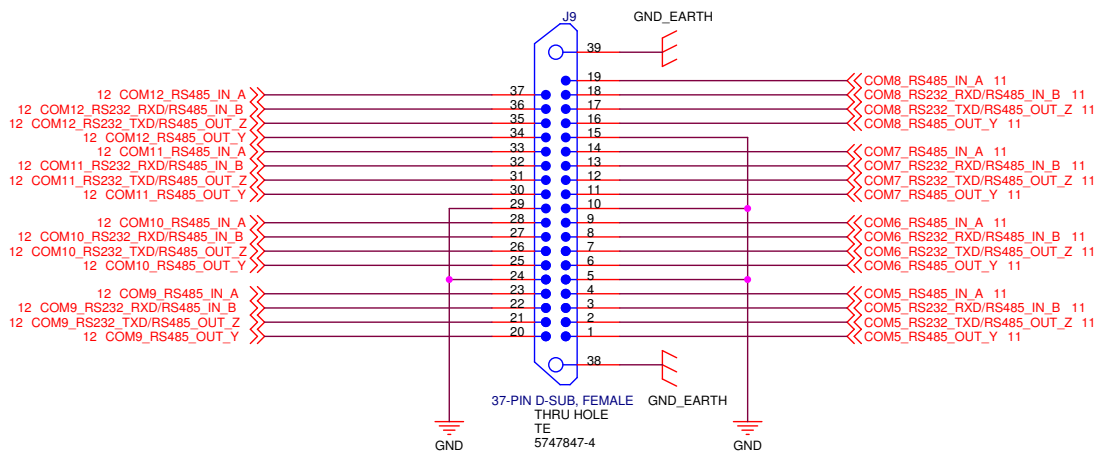 J9
GND_EARTH
39
19
COM8_RS485_IN_A 11
12 COM12_RS485_IN_A
37
18
COM8_RS232_RXD/RS485_IN_B 11
12 COM12_RS232_RXD/RS485_IN_B
36
17
COM8_RS232_TXD/RS485_OUT_Z 11
12 COM12_RS232_TXD/RS485_OUT_Z
35
16
COM8_RS485_OUT_Y 11
12 COM12_RS485_OUT_Y
34
15
12 COM11_RS485_IN_A
33
14
COM7_RS485_IN_A 11
12 COM11_RS232_RXD/RS485_IN_B
32
13
COM7_RS232_RXD/RS485_IN_B 11
12 COM11_RS232_TXD/RS485_OUT_Z
31
12
COM7_RS232_TXD/RS485_OUT_Z 11
12 COM11_RS485_OUT_Y
30
11
COM7_RS485_OUT_Y 11
29
10
12 COM10_RS485_IN_A
28
9
COM6_RS485_IN_A 11
12 COM10_RS232_RXD/RS485_IN_B
27
8
COM6_RS232_RXD/RS485_IN_B 11
12 COM10_RS232_TXD/RS485_OUT_Z
26
7
COM6_RS232_TXD/RS485_OUT_Z 11
12 COM10_RS485_OUT_Y
25
6
COM6_RS485_OUT_Y 11
24
5
12 COM9_RS485_IN_A
23
4
COM5_RS485_IN_A 11
12 COM9_RS232_RXD/RS485_IN_B
22
3
COM5_RS232_RXD/RS485_IN_B 11
12 COM9_RS232_TXD/RS485_OUT_Z
21
2
COM5_RS232_TXD/RS485_OUT_Z 11
12 COM9_RS485_OUT_Y
20
1
COM5_RS485_OUT_Y 11
38
37-PIN D-SUB, FEMALE
GND_EARTH
THRU HOLE
TE
5747847-4
GND
GND